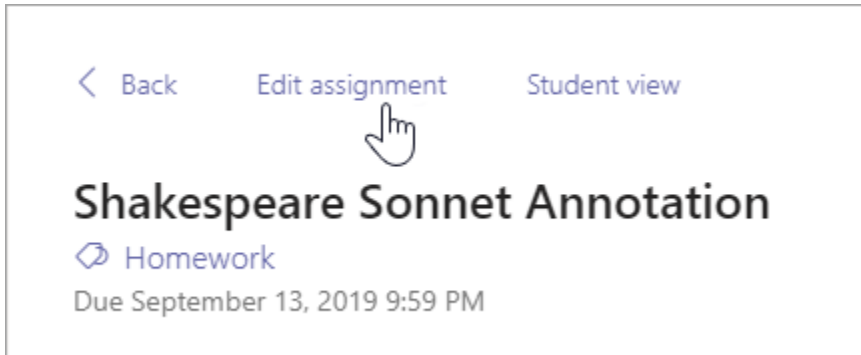 Back Edit assignment Student view
Shakespeare Sonnet Annotation
Homework
Due September 13, 2019 9:59 PM